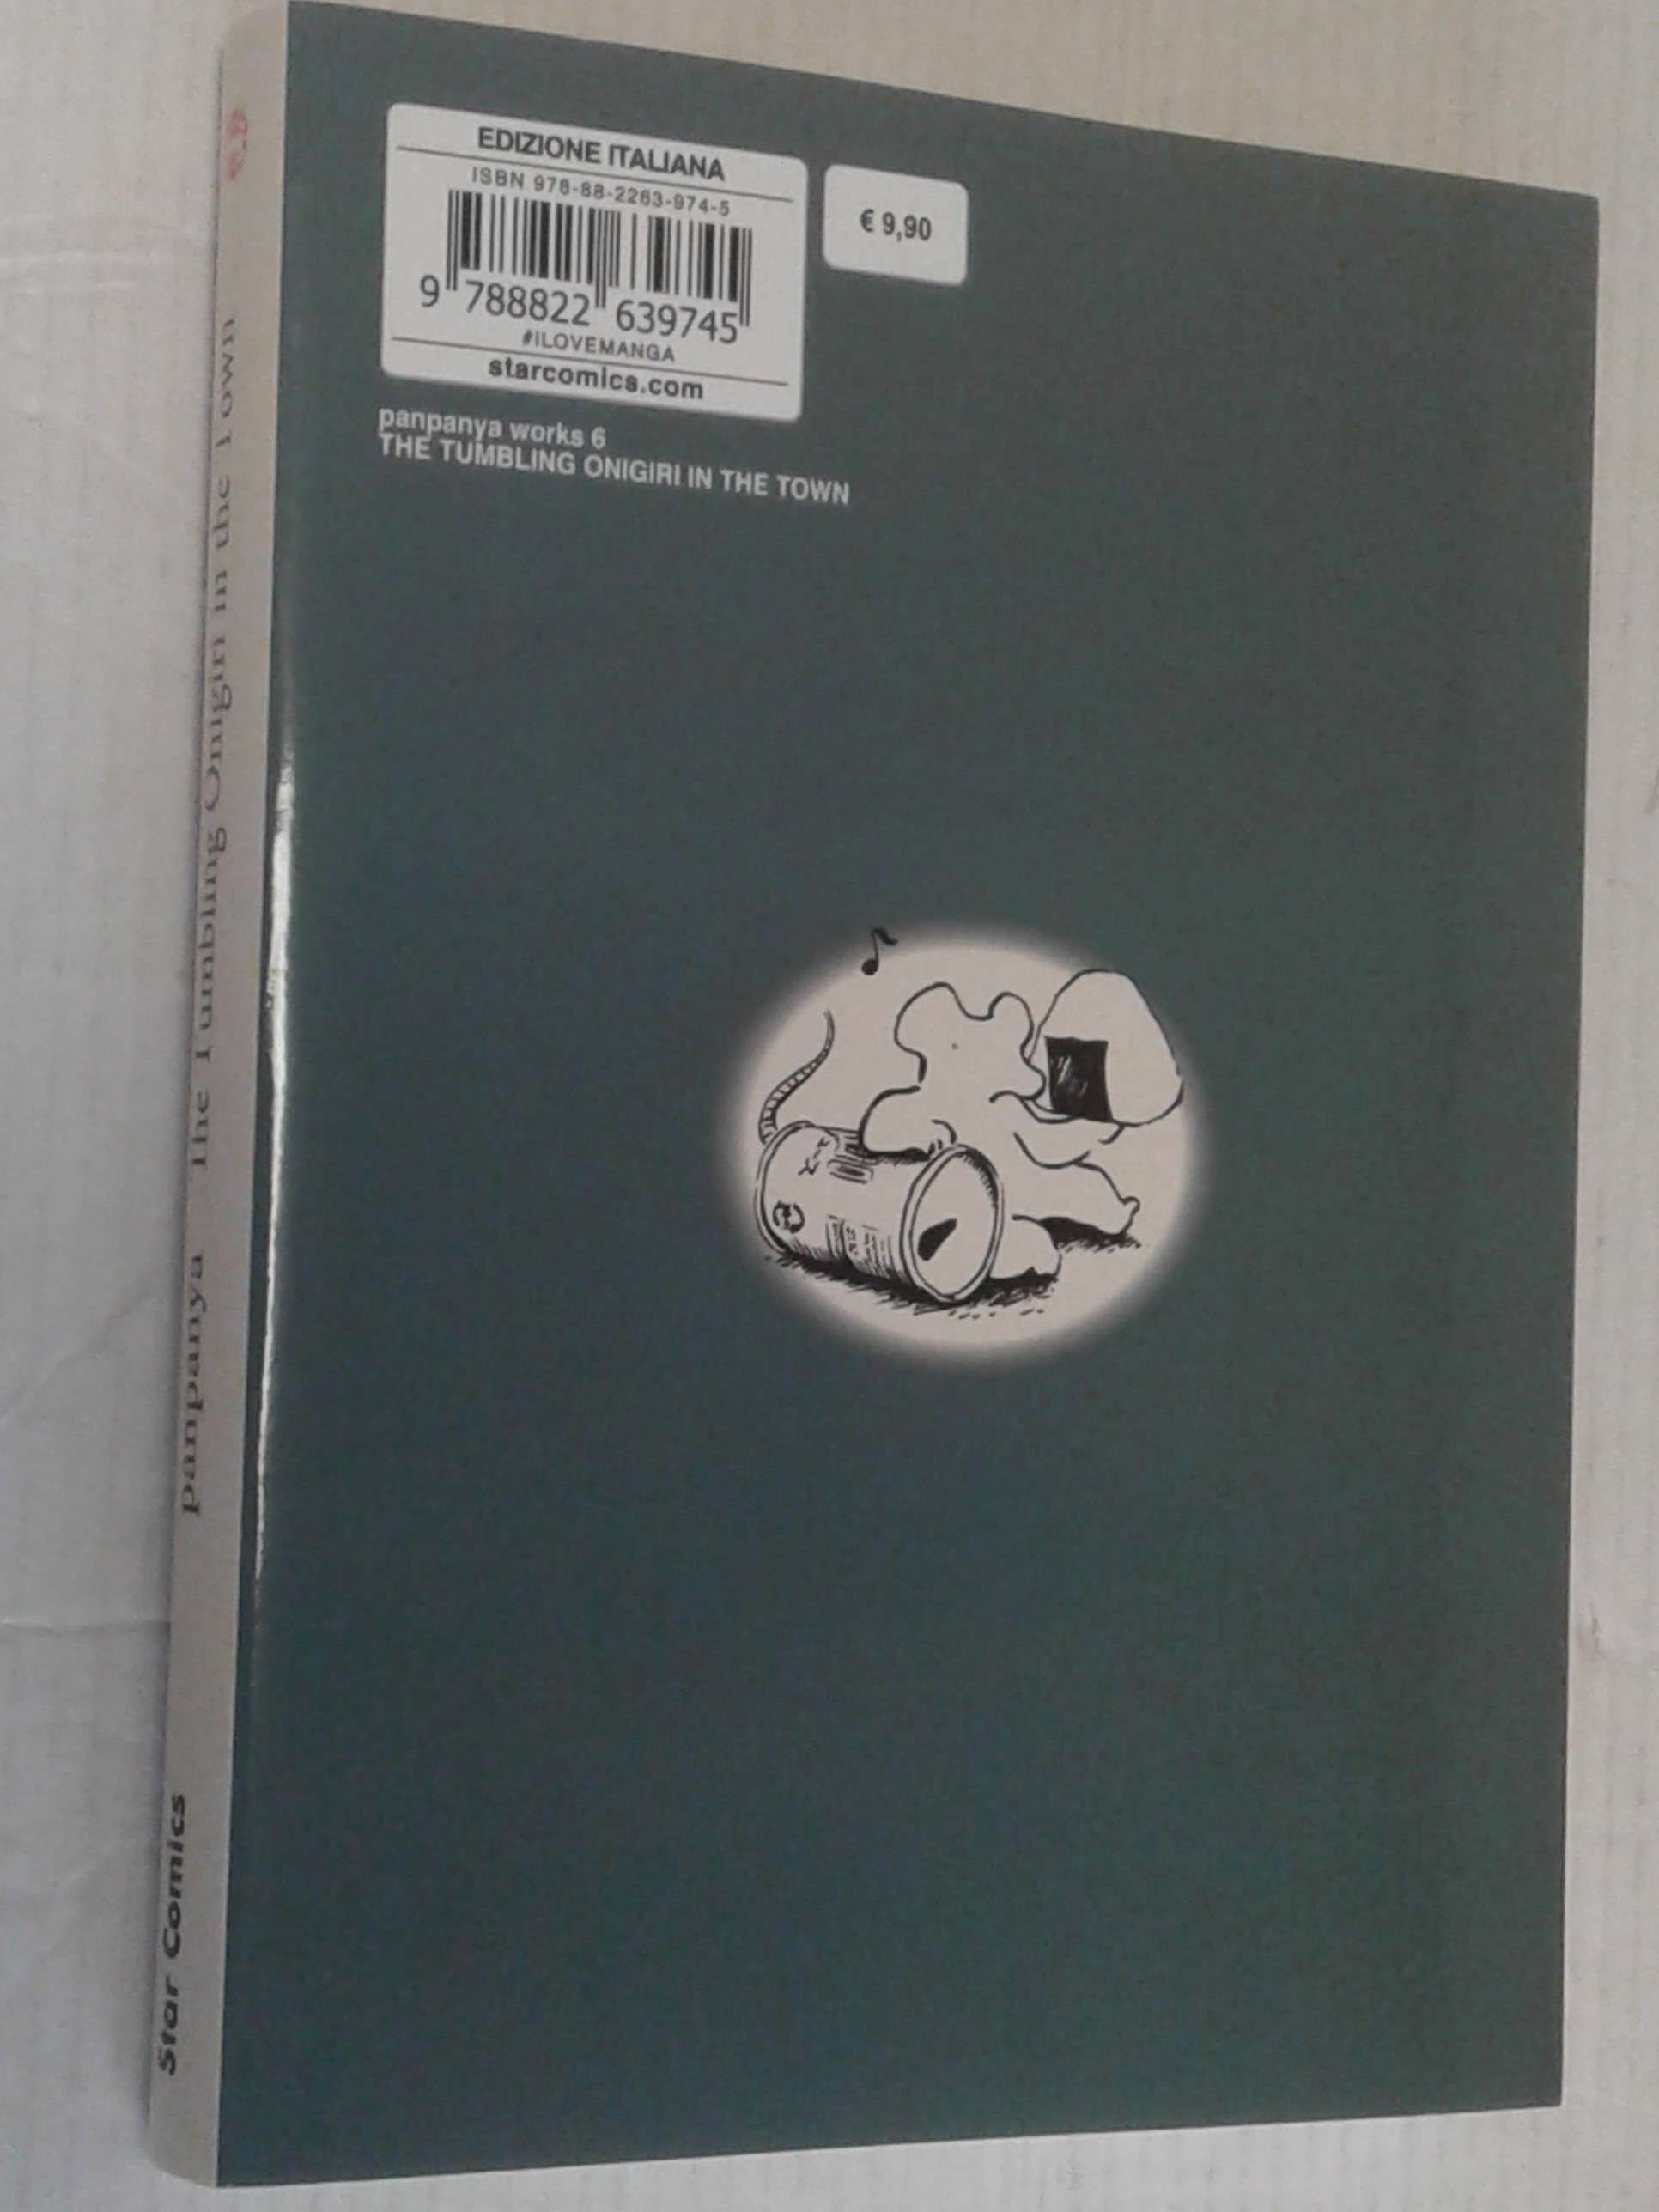 EDIZIONE ITALIANA
ISBN 978-88-2263-974-5
9 788822 639745
#iLOVEMANGA
starcomics.com
€ 9,90
panpanya works 6
THE TUMBLING ONIGIRI IN THE TOWN
panpanya The Tumbling Onigiri in the Town
Star Comics